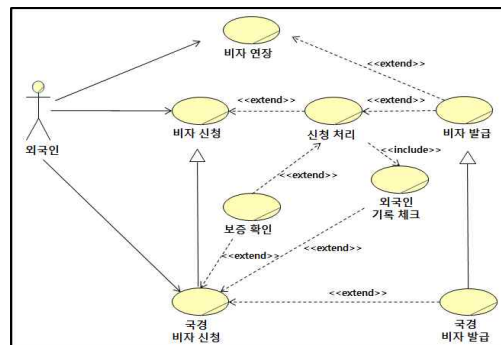 비자 연장
<<extend>>
<<extend>>
<<extend>>
외국인
비자 신청
신청 처리
비자 발급
<<include>>
<<extend>>
외국인
기록 체크
보증 확인
<<extend>>
<<extend>>
<<extend>>
국경
비자 신청
국경
비자 발급